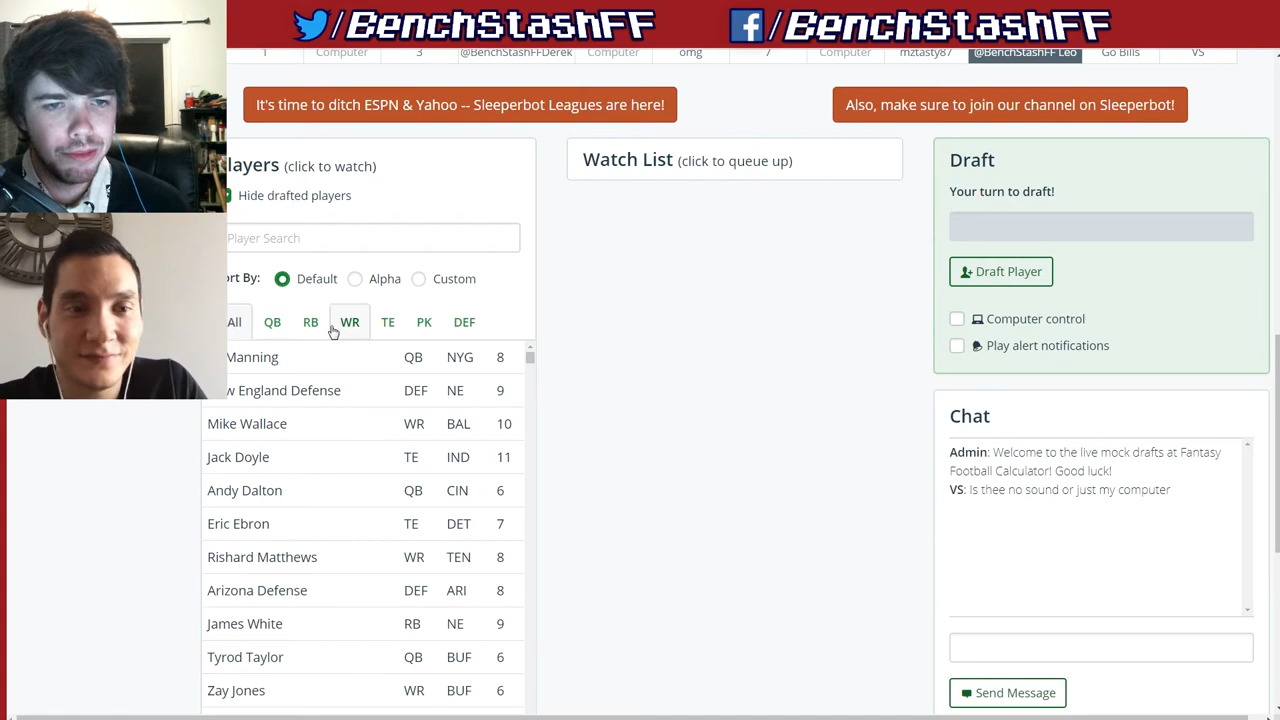 /BenchStashFF /BenchStashFF
1 Computer 3 @BenchStashFFDerek Computer omg 7 Computer mztasty87 @BenchStashFF Leo Go Bills VS
It's time to ditch ESPN & Yahoo -- Sleeperbot Leagues are here! Also, make sure to join our channel on Sleeperbot!
layers (click to watch)
Hide drafted players
Player Search
ort By: Default Alpha Custom
All QB RB WR TE PK DEF
Manning QB NYG 8
w England Defense DEF NE 9
Mike Wallace WR BAL 10
Jack Doyle TE IND 11
Andy Dalton QB CIN 6
Eric Ebron TE DET 7
Rishard Matthews WR TEN 8
Arizona Defense DEF ARI 8
James White RB NE 9
Tyrod Taylor QB BUF 6
Zay Jones WR BUF 6
Watch List (click to queue up)
Draft
Your turn to draft!
Draft Player
Computer control
Play alert notifications
Chat
Admin: Welcome to the live mock drafts at Fantasy
Football Calculator! Good luck!
VS: Is thee no sound or just my computer
Send Message